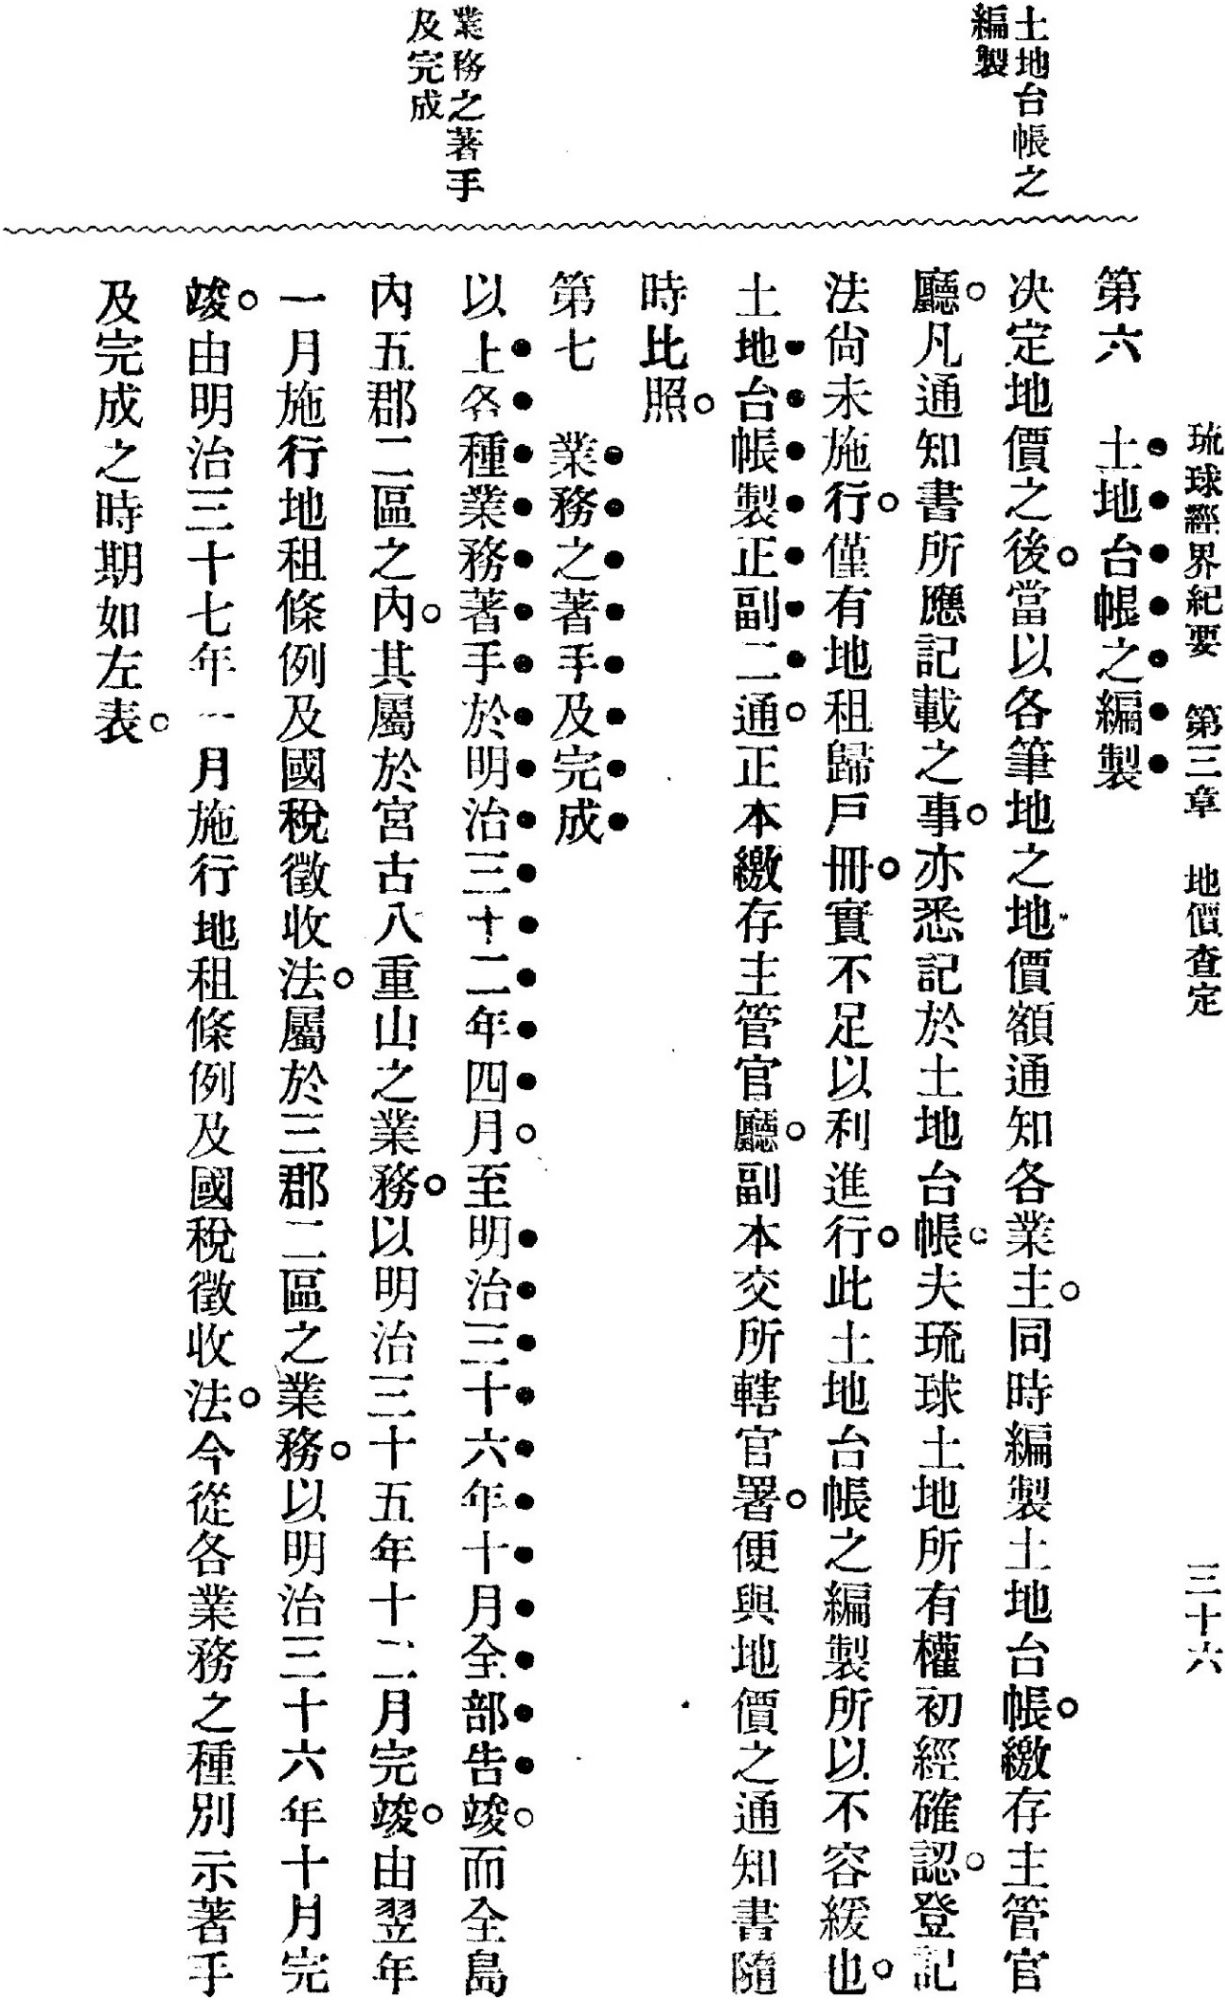 琉球經界紀要　第三章　地價查定　三十六
土地台帳之
編製
業務之著手
及完成
第六　土地台帳之編製
决定地價之後。當以各筆地之地價額通知各業主。同時編製土地台帳。繳存主管官
廳。凡通知書所應記載之事。亦悉記於土地台帳。夫琉球土地所有權初經確認。登記
法尙未施行。僅有地租歸戶冊。實不足以利進行。此土地台帳之編製所以不容緩也。
土地台帳製正副二通。正本繳存主管官廳。副本交所轄官署。便與地價之通知書隨
時比照。
第七　業務之著手及完成
以上各種業務著手於明治三十二年四月。至明治三十六年十月全部告竣。而全島
內五郡二區之內。其屬於宮古八重山之業務。以明治三十五年十二月完竣。由翌年
一月施行地租條例及國稅徵收法。屬於三郡二區之業務。以明治三十六年十月完
竣。由明治三十七年一月施行地租條例及國稅徵收法。今從各業務之種別示著手
及完成之時期如左表。